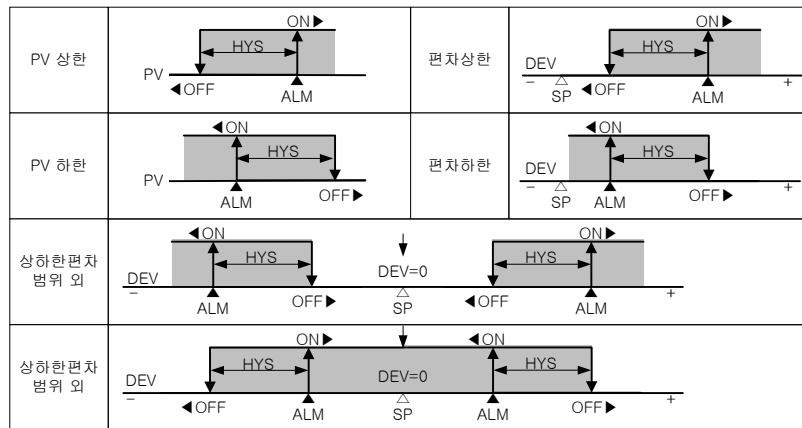 PV 상한
ON▶
HYS
PV
◀OFF
ALM
편차상한
ON▶
HYS
DEV
−
+
△
SP
◀OFF
ALM
PV 하한
◀ON
HYS
PV
ALM
OFF▶
편차하한
◀ON
HYS
DEV
−
+
△
SP
ALM
OFF▶
상하한편차
범위 외
◀ON
ON▶
HYS
HYS
DEV
DEV=0
−
+
ALM
OFF▶
SP
◀OFF
ALM
상하한편차
범위 외
ON▶
◀ON
HYS
HYS
DEV
DEV=0
−
+
◀OFF
ALM
SP
ALM
OFF▶